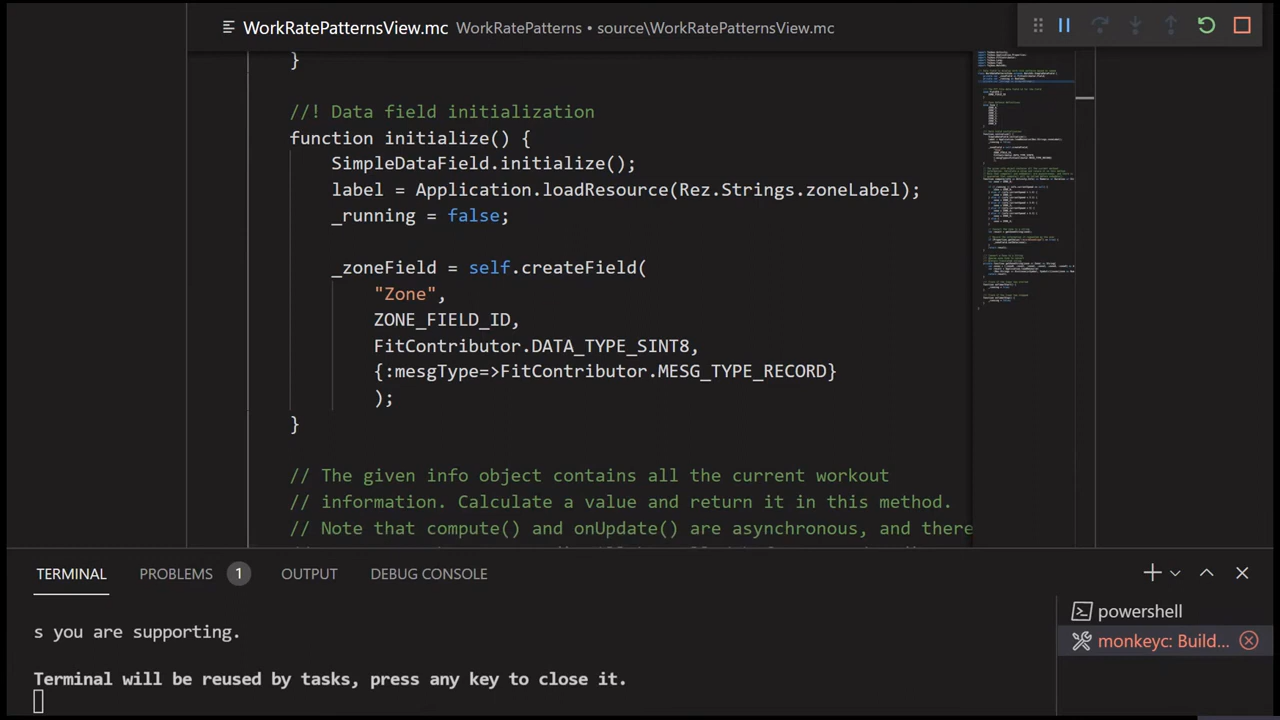 WorkRatePatternsView.mc WorkRatePatterns • source\WorkRatePatternsView.mc
}
//! Data field initialization
function initialize() {
SimpleDataField.initialize();
label = Application.loadResource(Rez.Strings.zoneLabel);
_running = false;
_zoneField = self.createField(
"Zone",
ZONE_FIELD_ID,
FitContributor.DATA_TYPE_SINT8,
{:mesgType=>FitContributor.MESG_TYPE_RECORD}
);
}
// The given info object contains all the current workout
// information. Calculate a value and return it in this method.
// Note that compute() and onUpdate() are asynchronous, and there
TERMINAL PROBLEMS 1 OUTPUT DEBUG CONSOLE
s you are supporting.
Terminal will be reused by tasks, press any key to close it.
powershell
monkeyc: Build...